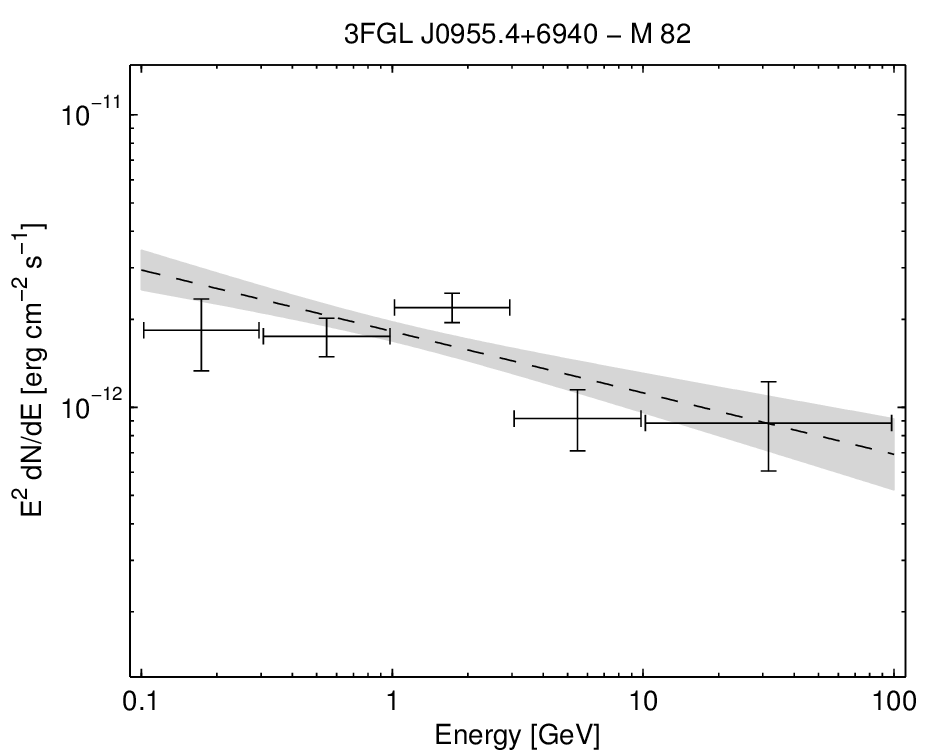 3FGL J0955.4+6940 − M 82
10⁻¹¹
10⁻¹²
E² dN/dE [erg cm⁻² s⁻¹]
0.1 1 10 100
Energy [GeV]